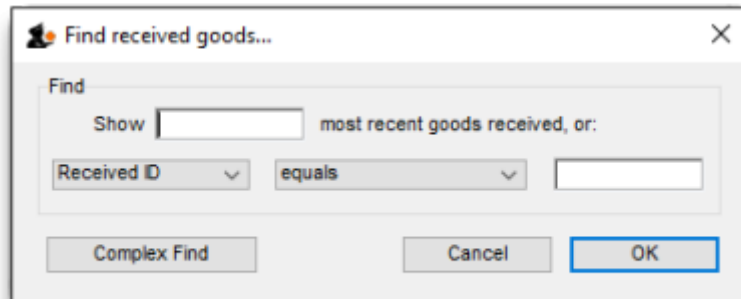 Find received goods...
Find
Show most recent goods received, or:
Received ID equals
Complex Find Cancel OK